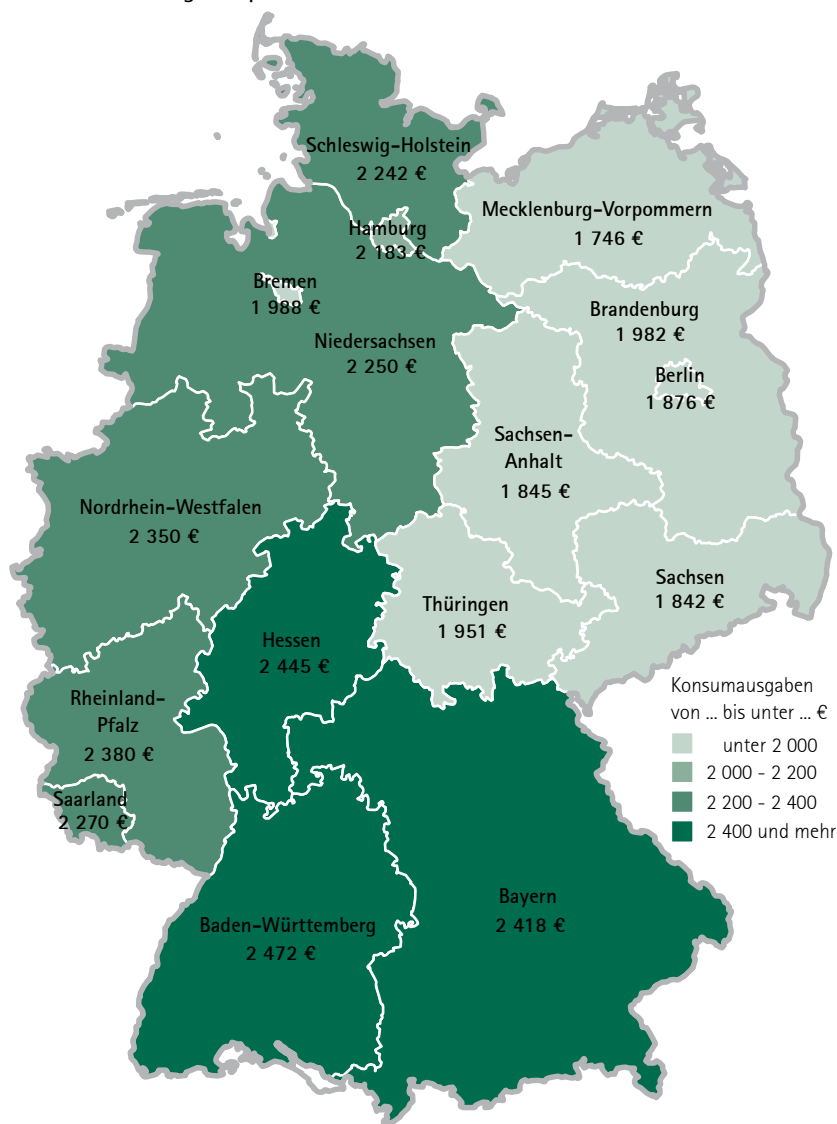 Schleswig-Holstein
2 242 €
Hamburg
2 183 €
Mecklenburg-Vorpommern
1 746 €
Bremen
1 988 €
Brandenburg
1 982 €
Niedersachsen
2 250 €
Berlin
1 876 €
Sachsen-
Anhalt
1 845 €
Nordrhein-Westfalen
2 350 €
Sachsen
1 842 €
Thüringen
1 951 €
Hessen
2 445 €
Rheinland-
Pfalz
2 380 €
Saarland
2 270 €
Konsumausgaben
von ... bis unter ... €
unter 2 000
2 000 - 2 200
2 200 - 2 400
2 400 und mehr
Bayern
2 418 €
Baden-Württemberg
2 472 €